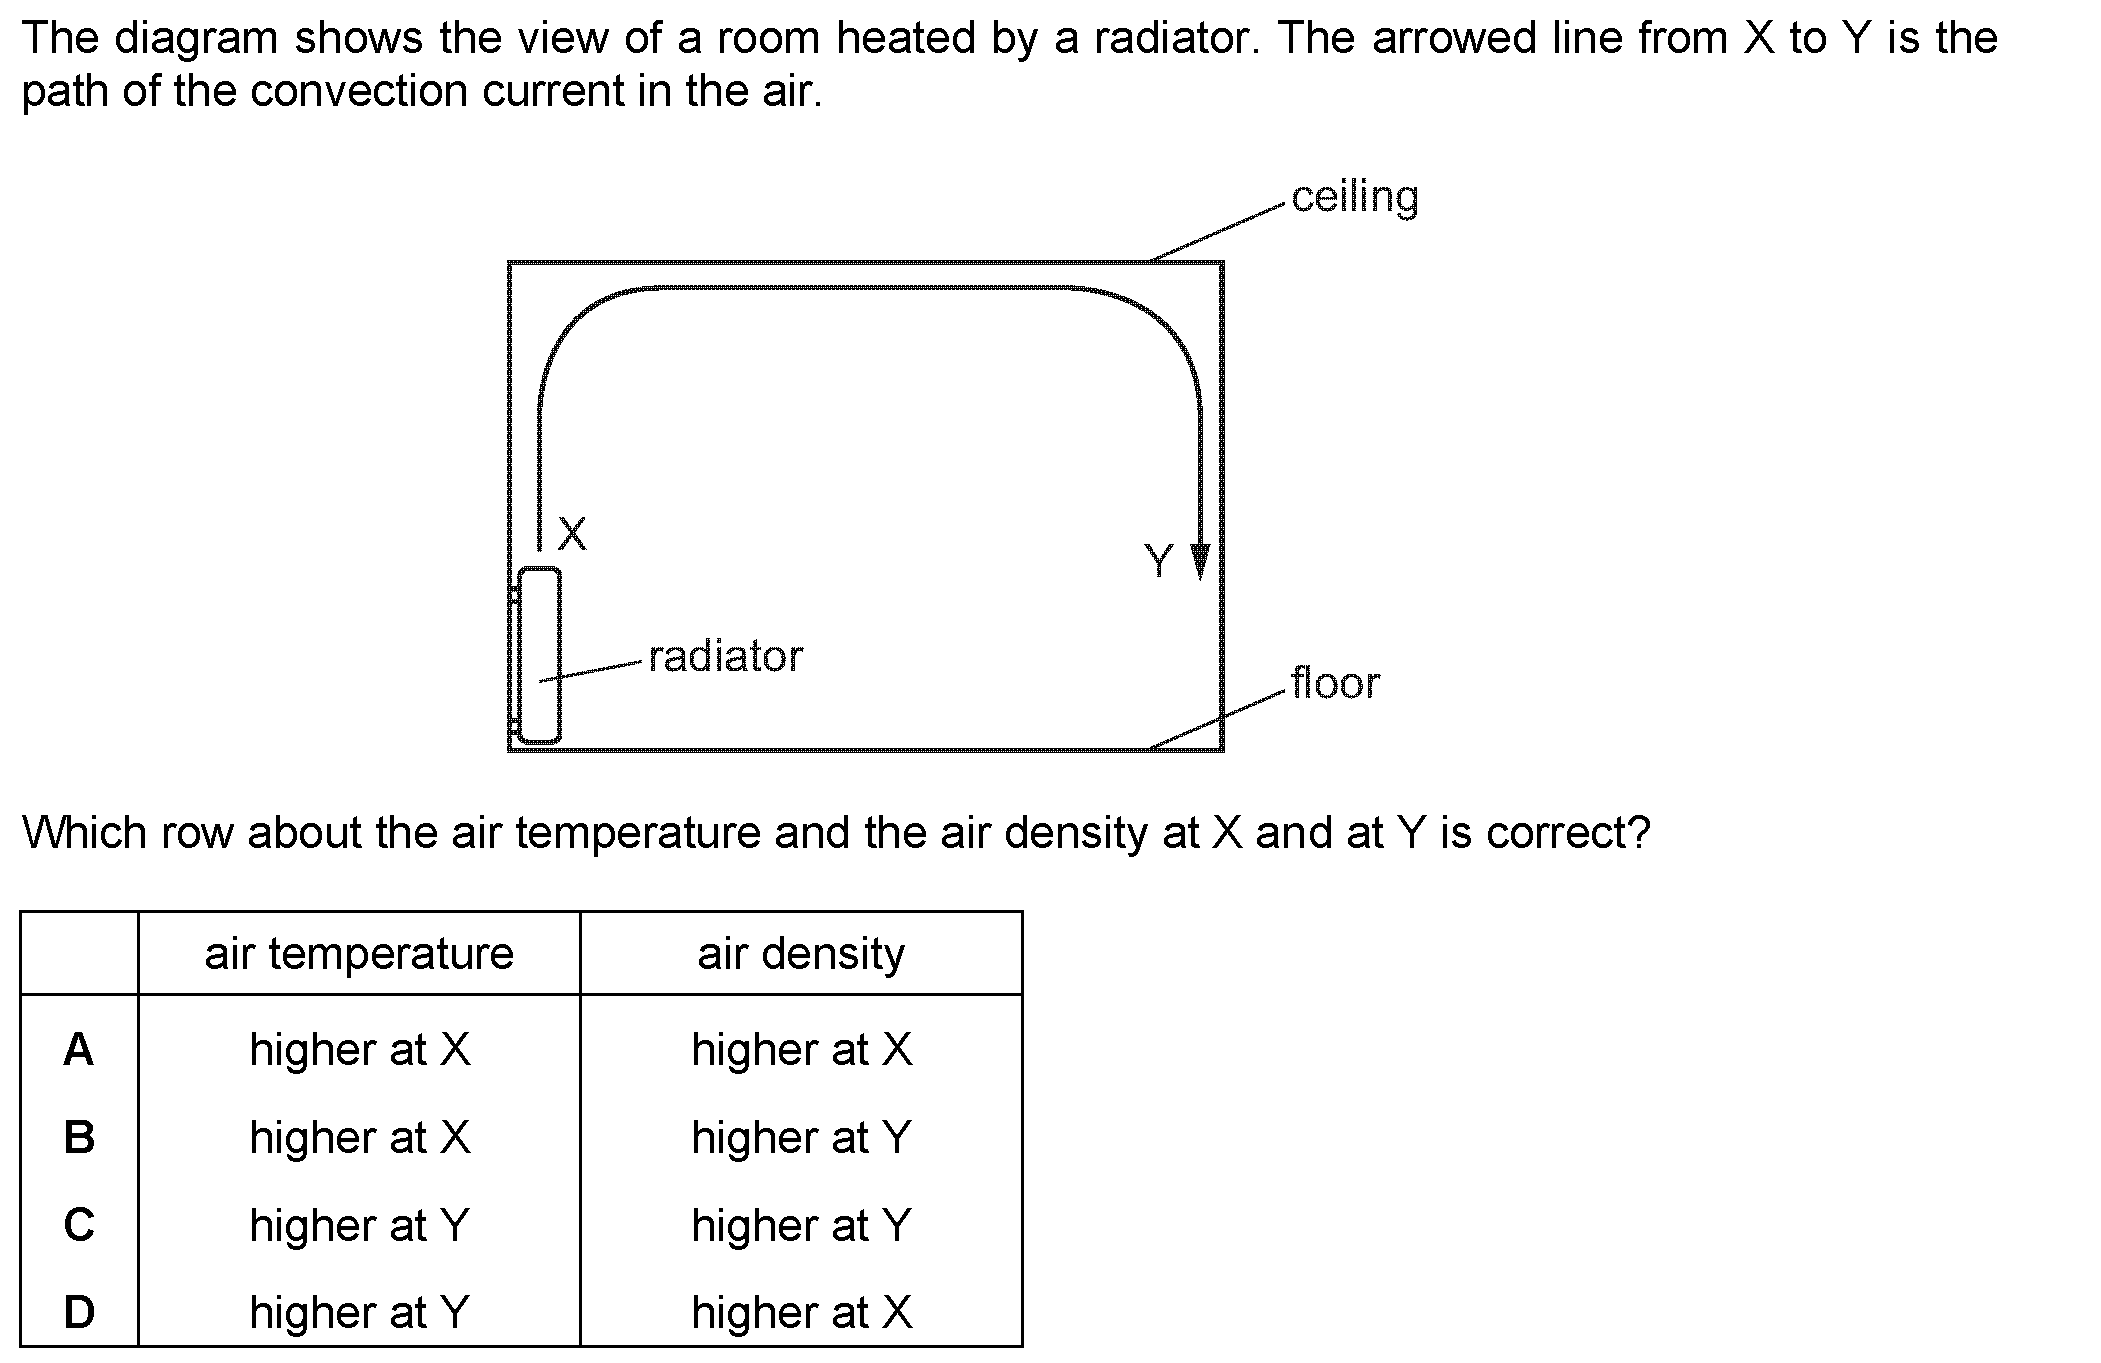 The diagram shows the view of a room heated by a radiator. The arrowed line from X to Y is the
path of the convection current in the air.
ceiling
X
Y
radiator
floor
Which row about the air temperature and the air density at X and at Y is correct?
air temperature air density
A higher at X higher at X
B higher at X higher at Y
C higher at Y higher at Y
D higher at Y higher at X